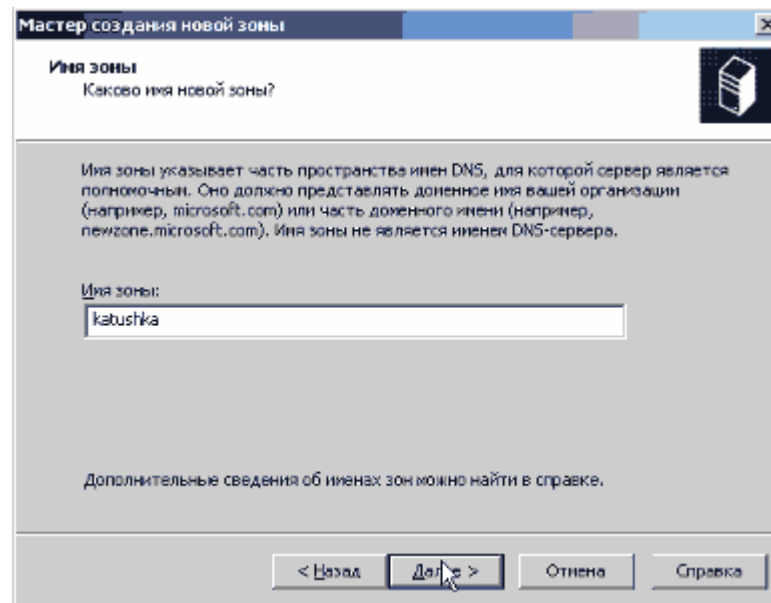 Мастер создания новой зоны
Имя зоны
Каково имя новой зоны?
Имя зоны указывает часть пространства имен DNS, для которой сервер является
полномочным. Оно должно представлять доменное имя вашей организации
(например, microsoft.com) или часть доменного имени (например,
newzone.microsoft.com). Имя зоны не является именем DNS-сервера.
Имя зоны:
katushka
Дополнительные сведения об именах зон можно найти в справке.
< Назад Далее > Отмена Справка